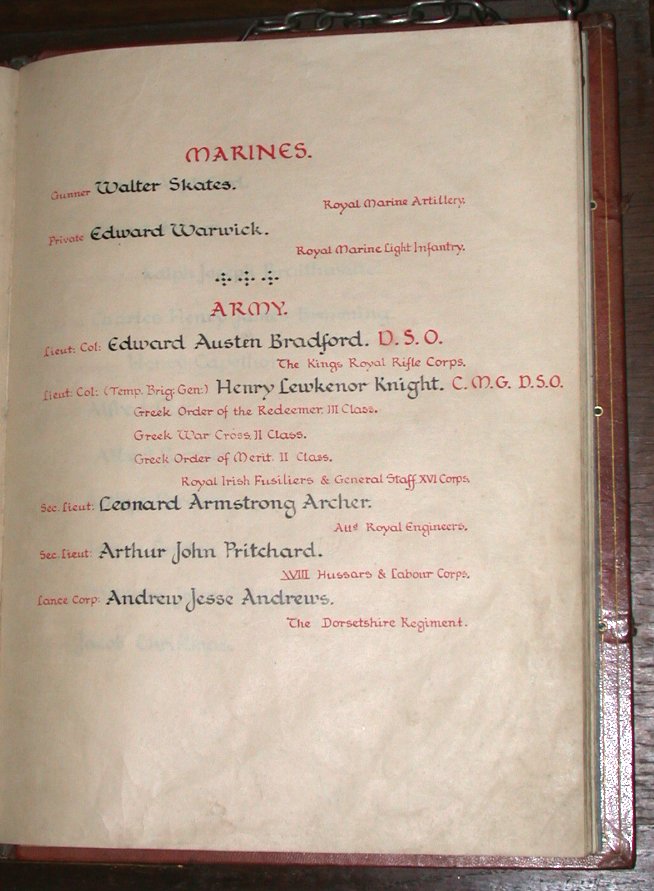 MARINES.
Gunner Walter Skates.
Royal Marine Artillery.
Private Edward Warwick.
Royal Marine Light Infantry.
ARMY.
Lieut: Col: Edward Austen Bradford. D.S.O.
The Kings Royal Rifle Corps.
Lieut: Col: (Temp. Brig: Gen:) Henry Lewkenor Knight. C.M.G. D.S.O.
Greek Order of the Redeemer, III Class.
Greek War Cross, II Class.
Greek Order of Merit. II Class.
Royal Irish Fusiliers & General Staff, XVI Corps.
Sec. Lieut: Leonard Armstrong Archer.
Attd Royal Engineers.
Sec. Lieut: Arthur John Pritchard.
XVIII Hussars & Labour Corps.
Lance Corp: Andrew Jesse Andrews.
The Dorsetshire Regiment.